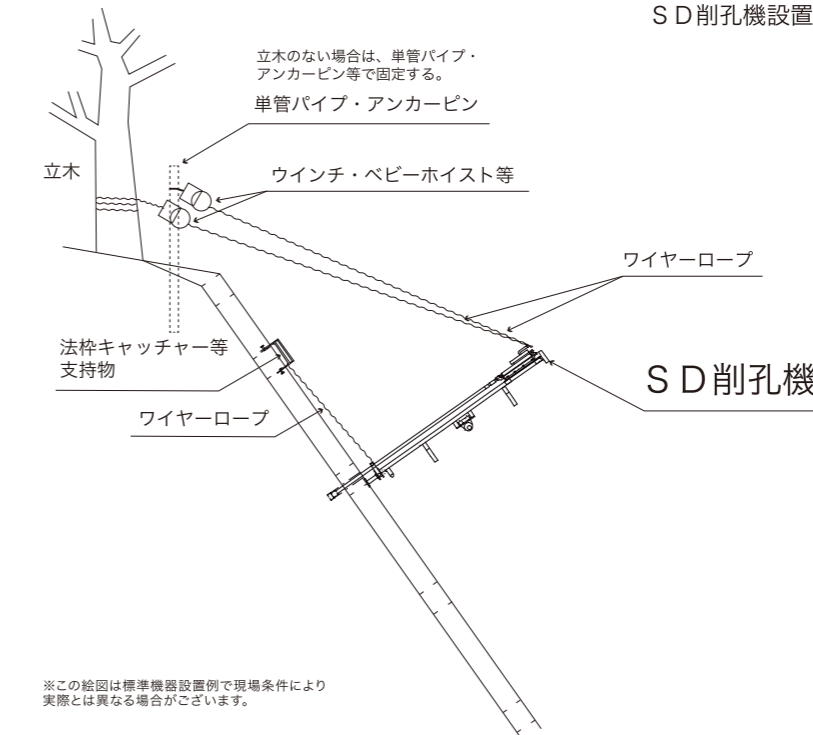 ＳＤ削孔機設置
立木のない場合は、単管パイプ・
アンカーピン等で固定する。
単管パイプ・アンカーピン
立木
ウインチ・ベビーホイスト等
ワイヤーロープ
法枠キャッチャー等
支持物
ＳＤ削孔機
ワイヤーロープ
※この絵図は標準機器設置例で現場条件により
実際とは異なる場合がございます。